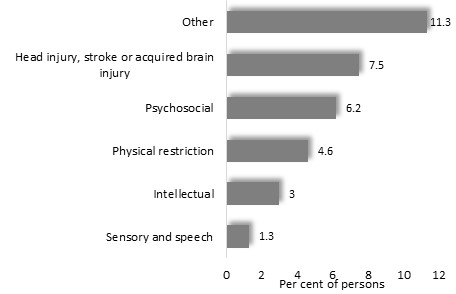 Other
11.3
Head injury, stroke or acquired brain
injury
7.5
Psychosocial
6.2
Physical restriction
4.6
Intellectual
3
Sensory and speech
1.3
0 2 4 6 8 10 12
Per cent of persons